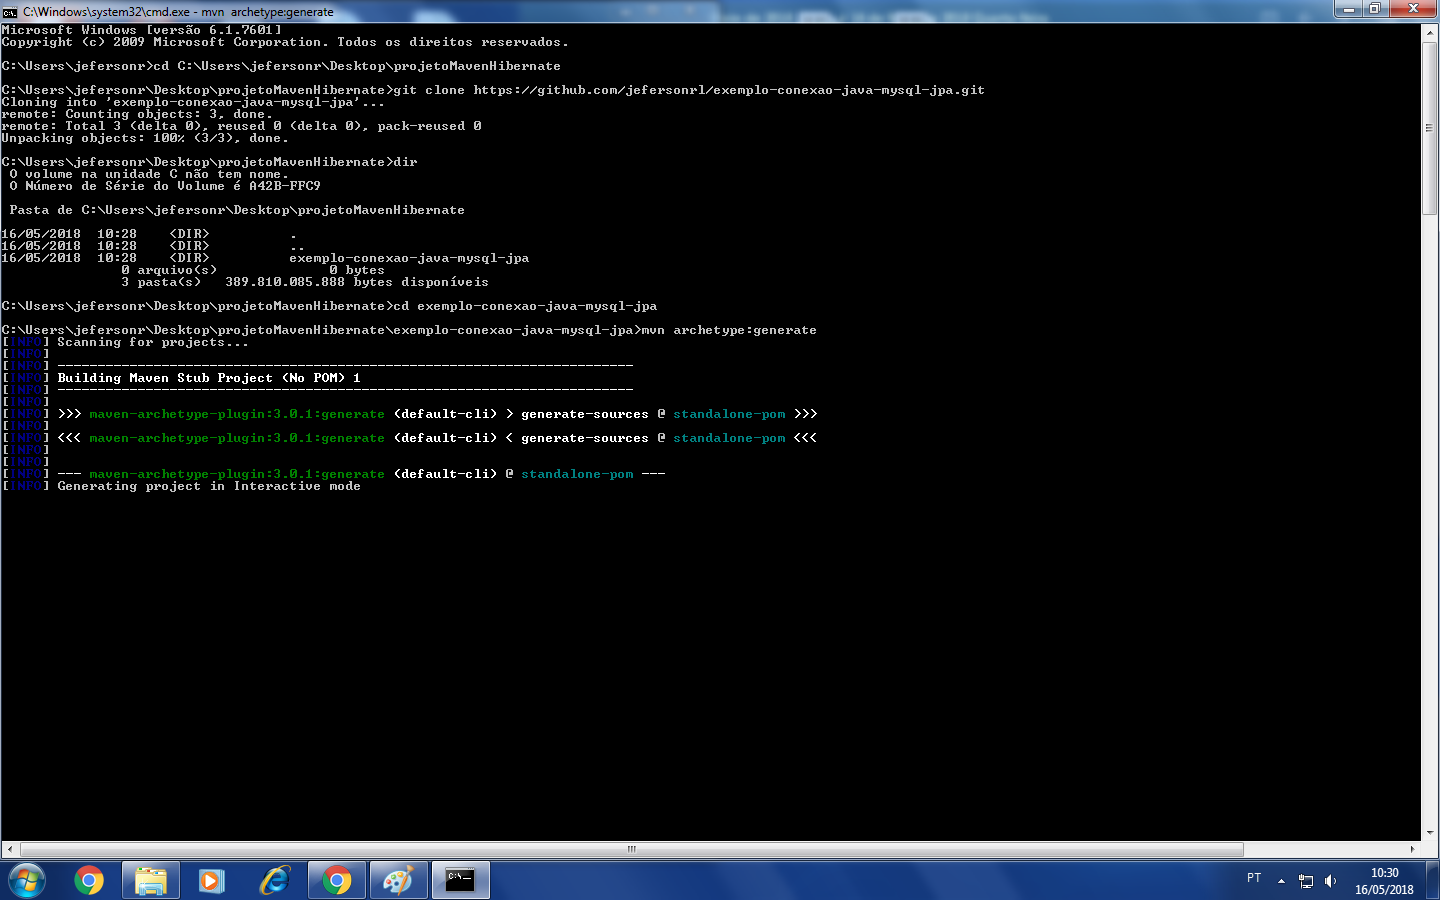 C:\Windows\system32\cmd.exe - mvn  archetype:generate
Microsoft Windows [versão 6.1.7601]
Copyright (c) 2009 Microsoft Corporation. Todos os direitos reservados.
C:\Users\jefersonr>cd C:\Users\jefersonr\Desktop\projetoMavenHibernate
C:\Users\jefersonr\Desktop\projetoMavenHibernate>git clone https://github.com/jefersonrl/exemplo-conexao-java-mysql-jpa.git
Cloning into 'exemplo-conexao-java-mysql-jpa'...
remote: Counting objects: 3, done.
remote: Total 3 (delta 0), reused 0 (delta 0), pack-reused 0
Unpacking objects: 100% (3/3), done.
C:\Users\jefersonr\Desktop\projetoMavenHibernate>dir
 O volume na unidade C não tem nome.
 O Número de Série do Volume é A42B-FFC9
 Pasta de C:\Users\jefersonr\Desktop\projetoMavenHibernate
16/05/2018  10:28    <DIR>          .
16/05/2018  10:28    <DIR>          ..
16/05/2018  10:28    <DIR>          exemplo-conexao-java-mysql-jpa
               0 arquivo(s)              0 bytes
               3 pasta(s)   389.810.085.888 bytes disponíveis
C:\Users\jefersonr\Desktop\projetoMavenHibernate>cd exemplo-conexao-java-mysql-jpa
C:\Users\jefersonr\Desktop\projetoMavenHibernate\exemplo-conexao-java-mysql-jpa>mvn archetype:generate
[INFO] Scanning for projects...
[INFO]
[INFO] ------------------------------------------------------------------------
[INFO] Building Maven Stub Project (No POM) 1
[INFO] ------------------------------------------------------------------------
[INFO]
[INFO] >>> maven-archetype-plugin:3.0.1:generate (default-cli) > generate-sources @ standalone-pom >>>
[INFO]
[INFO] <<< maven-archetype-plugin:3.0.1:generate (default-cli) < generate-sources @ standalone-pom <<<
[INFO]
[INFO]
[INFO] --- maven-archetype-plugin:3.0.1:generate (default-cli) @ standalone-pom ---
[INFO] Generating project in Interactive mode
PT
10:30
16/05/2018